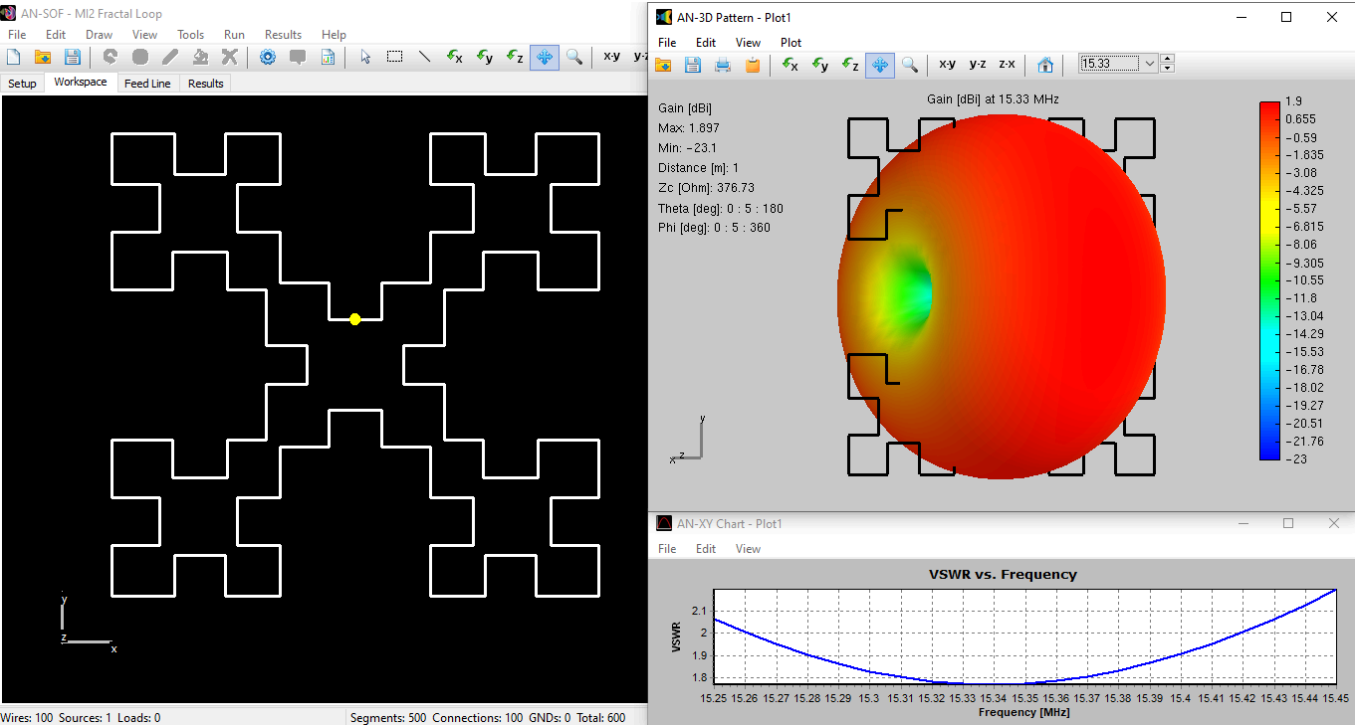 AN-SOF - MI2 Fractal Loop
File Edit Draw View Tools Run Results Help
x-y y-z
Setup Workspace Feed Line Results
y
z
x
Wires: 100 Sources: 1 Loads: 0 Segments: 500 Connections: 100 GNDs: 0 Total: 600
AN-3D Pattern - Plot1
File Edit View Plot
x y z x-y y-z z-x 15.33
Gain [dBi] at 15.33 MHz
Gain [dBi]
Max: 1.897
Min: -23.1
Distance [m]: 1
Zc [Ohm]: 376.73
Theta [deg]: 0 : 5 : 180
Phi [deg]: 0 : 5 : 360
1.9
0.655
-0.59
-1.835
-3.08
-4.325
-5.57
-6.815
-8.06
-9.305
-10.55
-11.8
-13.04
-14.29
-15.53
-16.78
-18.02
-19.27
-20.51
-21.76
-23
y
x z
AN-XY Chart - Plot1
File Edit View
VSWR vs. Frequency
VSWR
2.1
2
1.9
1.8
15.25 15.26 15.27 15.28 15.29 15.3 15.31 15.32 15.33 15.34 15.35 15.36 15.37 15.38 15.39 15.4 15.41 15.42 15.43 15.44 15.45
Frequency [MHz]